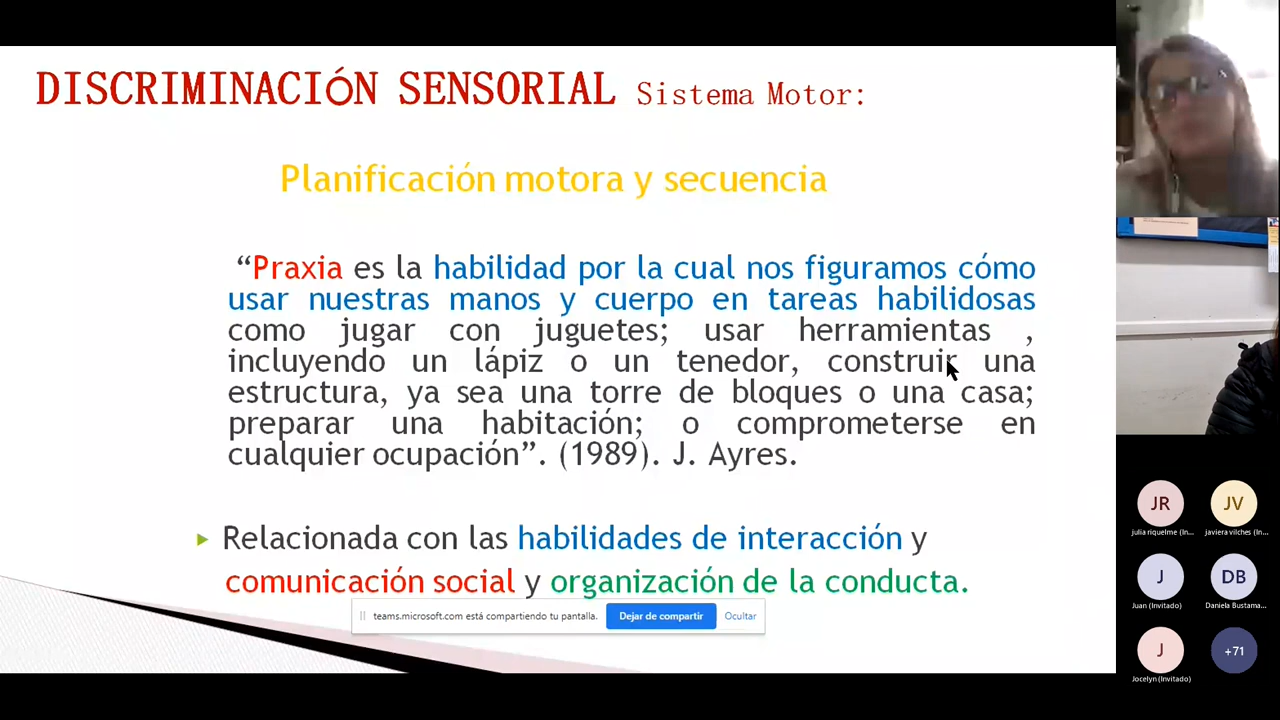 DISCRIMINACIÓN SENSORIAL Sistema Motor:
Planificación motora y secuencia
“Praxia es la habilidad por la cual nos figuramos cómo
usar nuestras manos y cuerpo en tareas habilidosas
como jugar con juguetes; usar herramientas ,
incluyendo un lápiz o un tenedor, construir una
estructura, ya sea una torre de bloques o una casa;
preparar una habitación; o comprometerse en
cualquier ocupación”. (1989). J. Ayres.
Relacionada con las habilidades de interacción y
comunicación social y organización de la conducta.
teams.microsoft.com está compartiendo tu pantalla. Dejar de compartir Ocultar
JR JV
julia riquelme (In... javiera vilches (In...
J DB
Juan (Invitado) Daniela Bustama...
J +71
Jocelyn (Invitado)